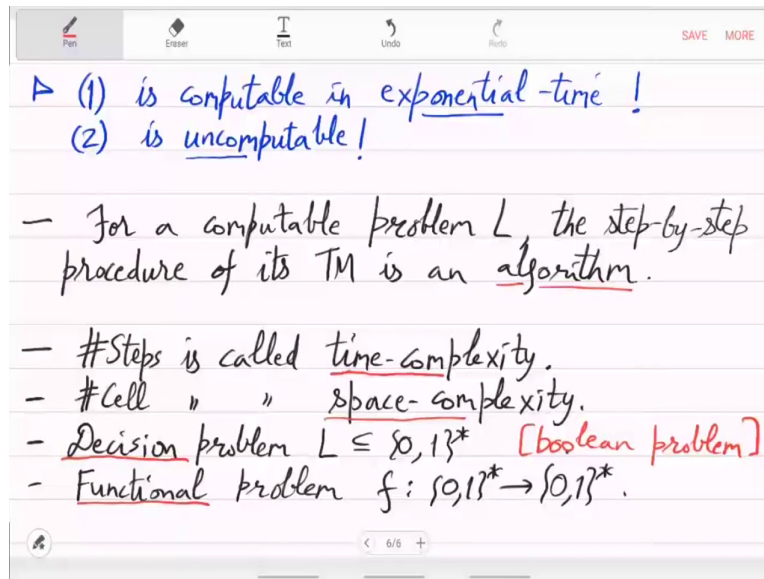 Pen Eraser Text Undo Redo SAVE MORE
▷ (1) is computable in exponential-time !
(2) is uncomputable !
— For a computable problem L, the step-by-step
procedure of its TM is an algorithm.
— #Steps is called time-complexity.
— #Cell " " space-complexity.
— Decision problem L ⊆ {0,1}* [boolean problem]
- Functional problem f : {0,1}* → {0,1}*.
< 6/6 +